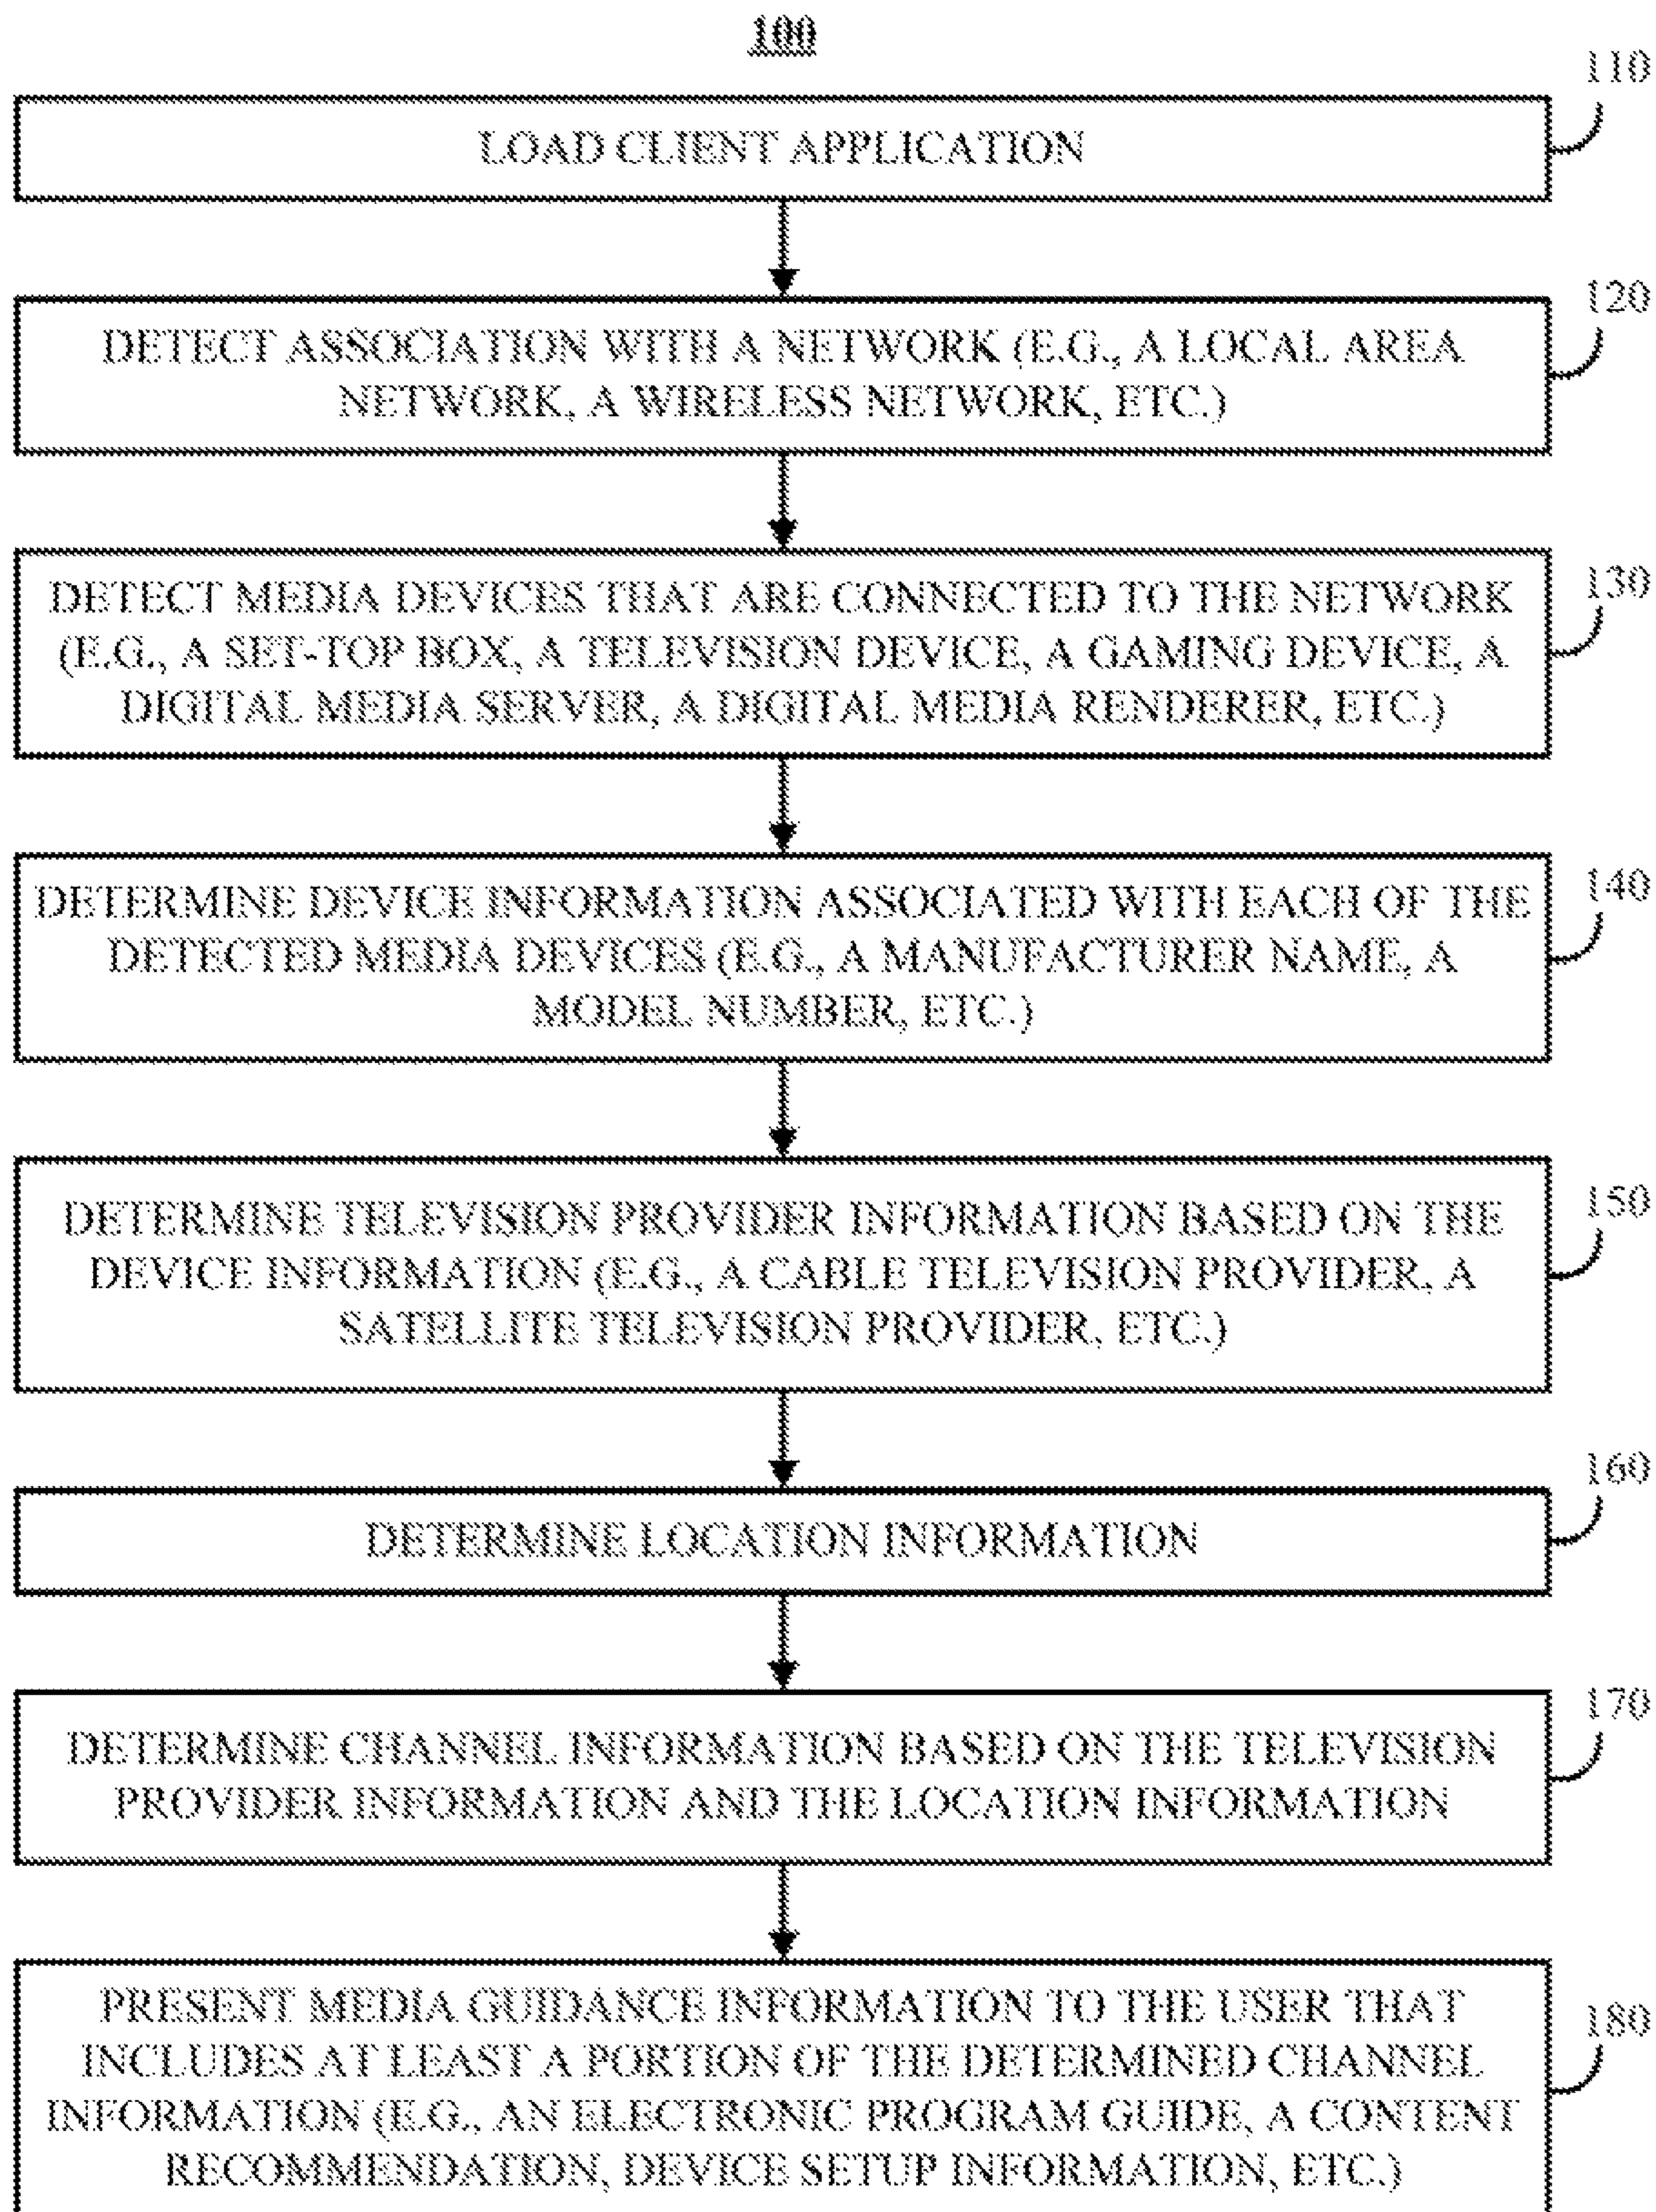 100
110
LOAD CLIENT APPLICATION
120
DETECT ASSOCIATION WITH A NETWORK (E.G., A LOCAL AREA
NETWORK, A WIRELESS NETWORK, ETC.)
130
DETECT MEDIA DEVICES THAT ARE CONNECTED TO THE NETWORK
(E.G., A SET-TOP BOX, A TELEVISION DEVICE, A GAMING DEVICE, A
DIGITAL MEDIA SERVER, A DIGITAL MEDIA RENDERER, ETC.)
140
DETERMINE DEVICE INFORMATION ASSOCIATED WITH EACH OF THE
DETECTED MEDIA DEVICES (E.G., A MANUFACTURER NAME, A
MODEL NUMBER, ETC.)
150
DETERMINE TELEVISION PROVIDER INFORMATION BASED ON THE
DEVICE INFORMATION (E.G., A CABLE TELEVISION PROVIDER, A
SATELLITE TELEVISION PROVIDER, ETC.)
160
DETERMINE LOCATION INFORMATION
170
DETERMINE CHANNEL INFORMATION BASED ON THE TELEVISION
PROVIDER INFORMATION AND THE LOCATION INFORMATION
180
PRESENT MEDIA GUIDANCE INFORMATION TO THE USER THAT
INCLUDES AT LEAST A PORTION OF THE DETERMINED CHANNEL
INFORMATION (E.G., AN ELECTRONIC PROGRAM GUIDE, A CONTENT
RECOMMENDATION, DEVICE SETUP INFORMATION, ETC.)